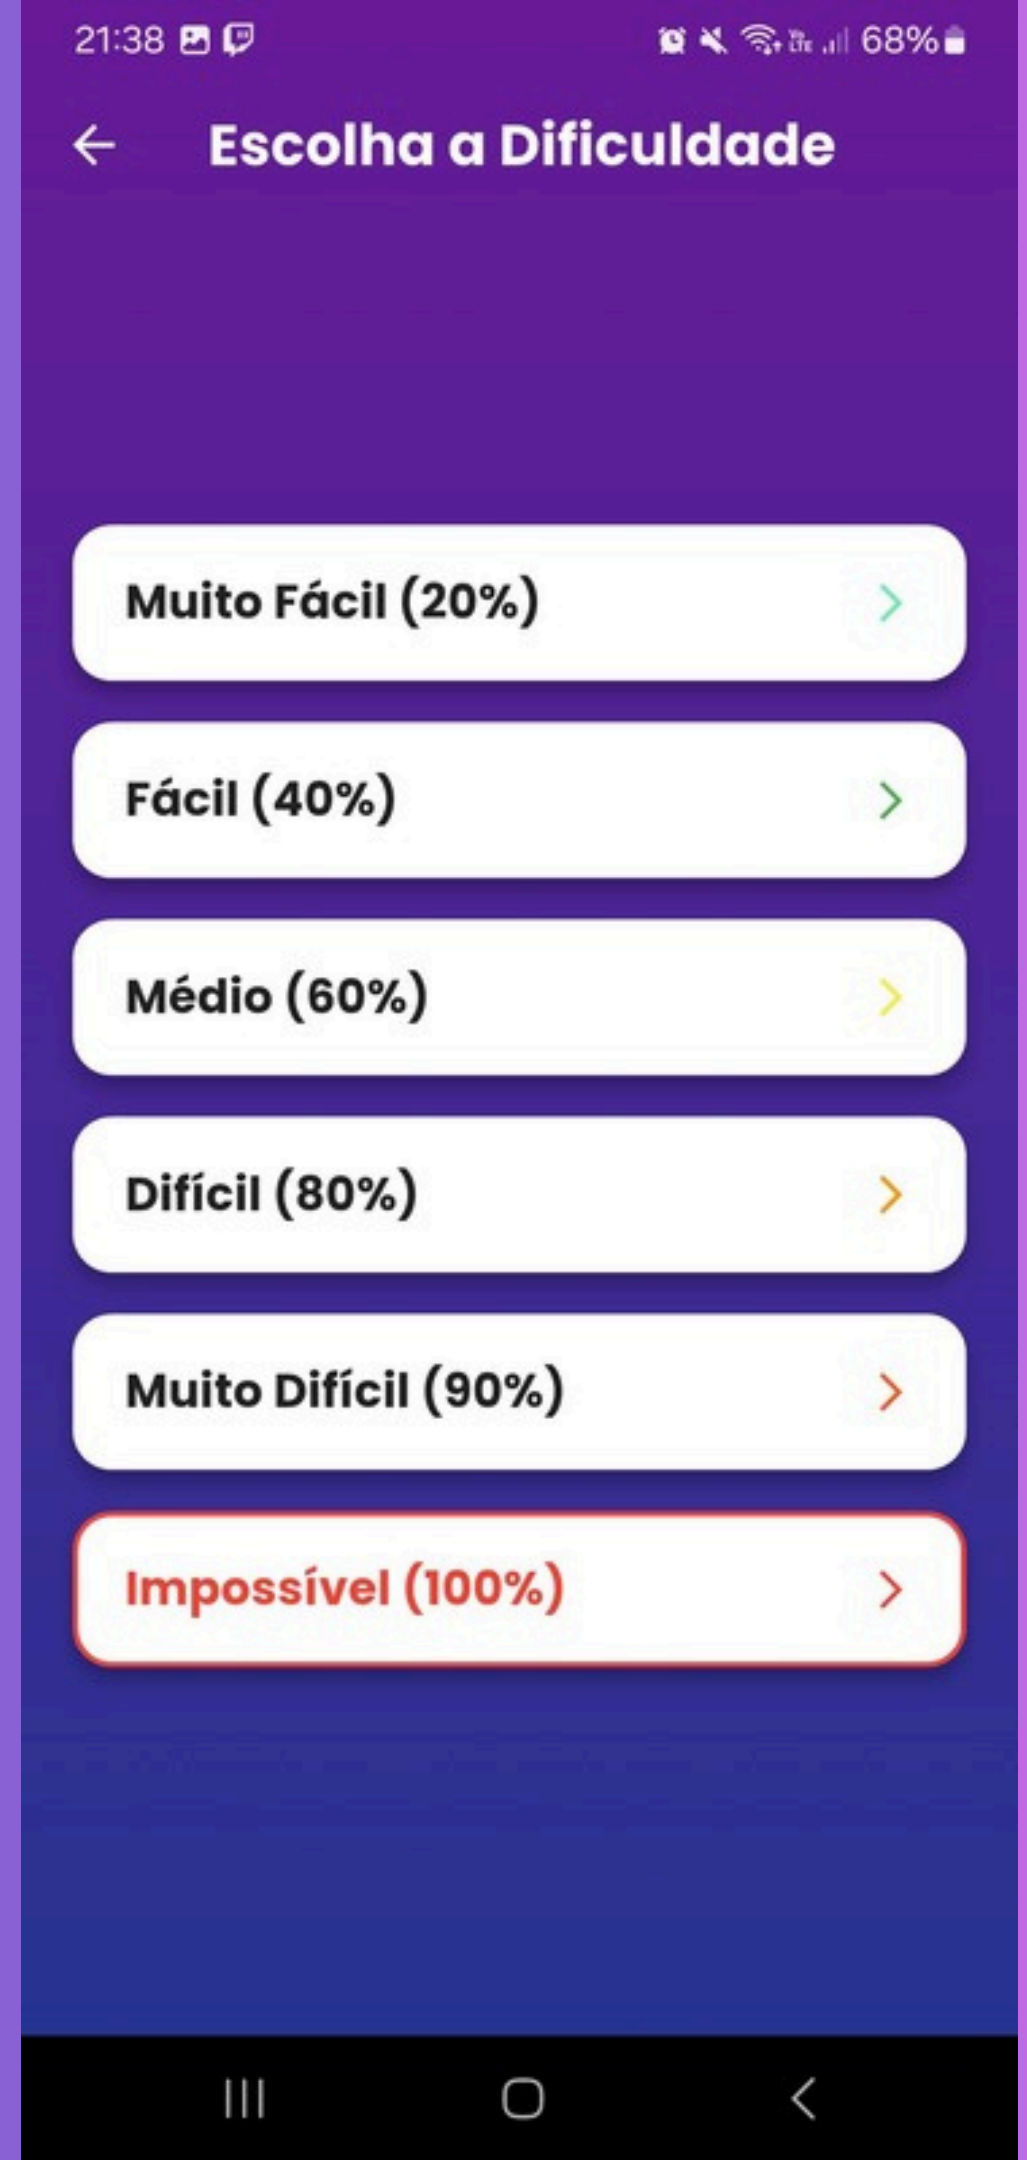 21:38 68%
Escolha a Dificuldade
Muito Fácil (20%)
Fácil (40%)
Médio (60%)
Difícil (80%)
Muito Difícil (90%)
Impossível (100%)